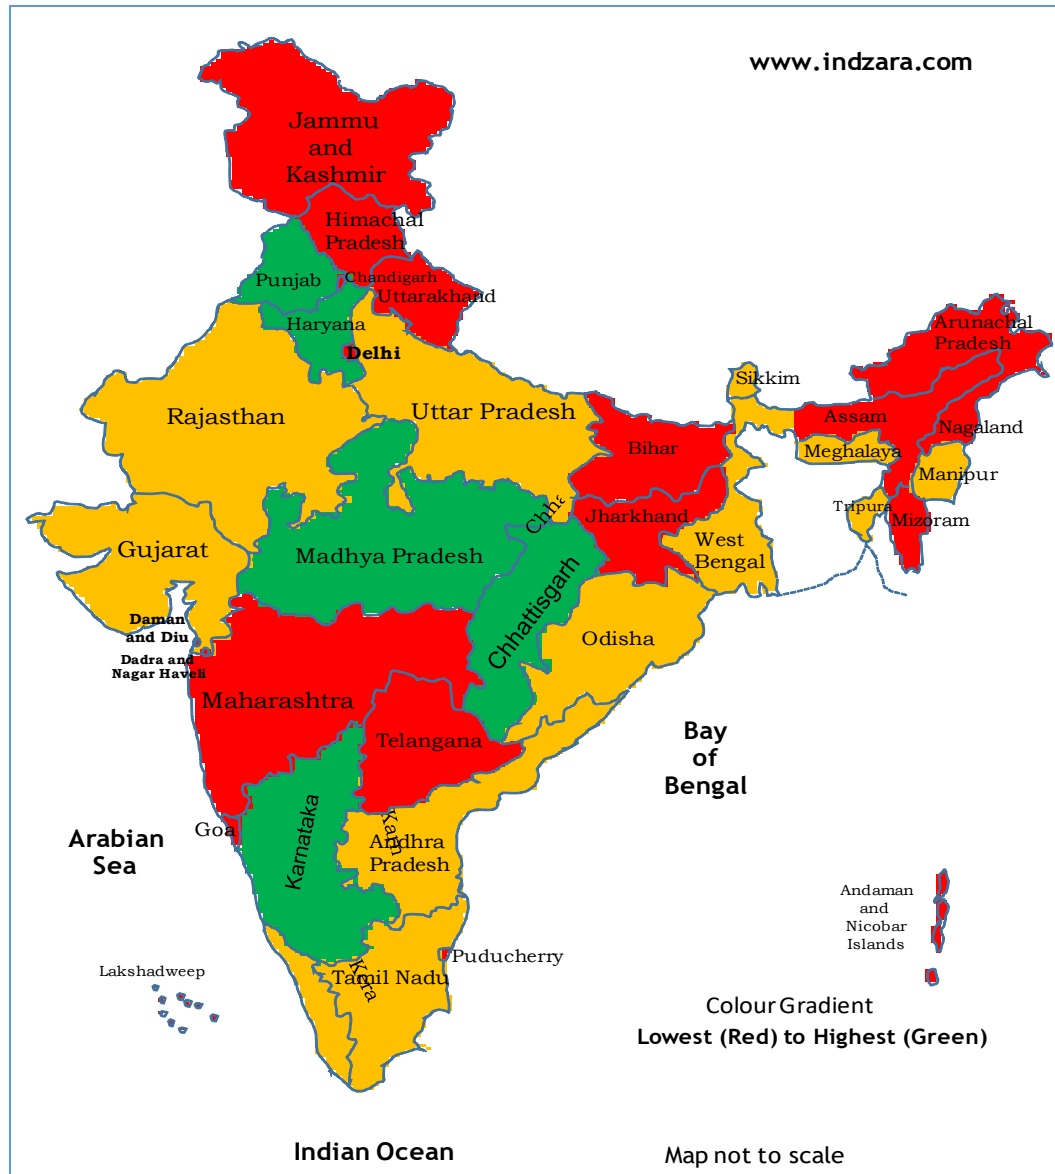 www.indzara.com
Jammu
and
Kashmir
Himachal
Pradesh
Punjab
Chandigarh
Uttarakhand
Haryana
Delhi
Arunachal
Pradesh
Sikkim
Rajasthan
Uttar Pradesh
Assam
Nagaland
Bihar
Meghalaya
Manipur
Tripura
Mizoram
Chha
Jharkhand
West
Bengal
Gujarat
Madhya Pradesh
Chhattisgarh
Odisha
Daman
and Diu
Dadra and
Nagar Haveli
Maharashtra
Telangana
Bay
of
Bengal
Goa
Karnataka
Karn
Andhra
Pradesh
Arabian
Sea
Andaman
and
Nicobar
Islands
Puducherry
Lakshadweep
Kera
Tamil Nadu
Colour Gradient
Lowest (Red) to Highest (Green)
Indian Ocean
Map not to scale